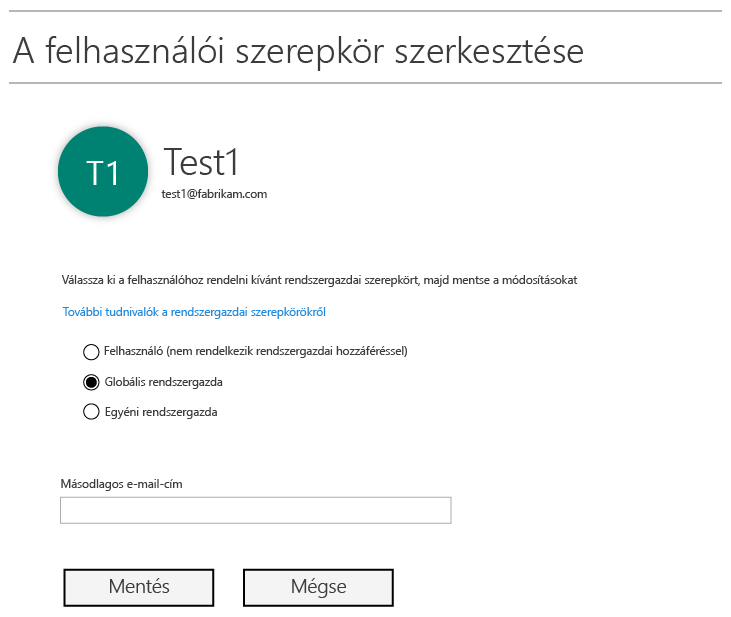 A felhasználói szerepkör szerkesztése
T1
Test1
test1@fabrikam.com
Válassza ki a felhasználóhoz rendelni kívánt rendszergazdai szerepkört, majd mentse a módosításokat
További tudnivalók a rendszergazdai szerepkörökről
Felhasználó (nem rendelkezik rendszergazdai hozzáféréssel)
Globális rendszergazda
Egyéni rendszergazda
Másodlagos e-mail-cím
Mentés
Mégse